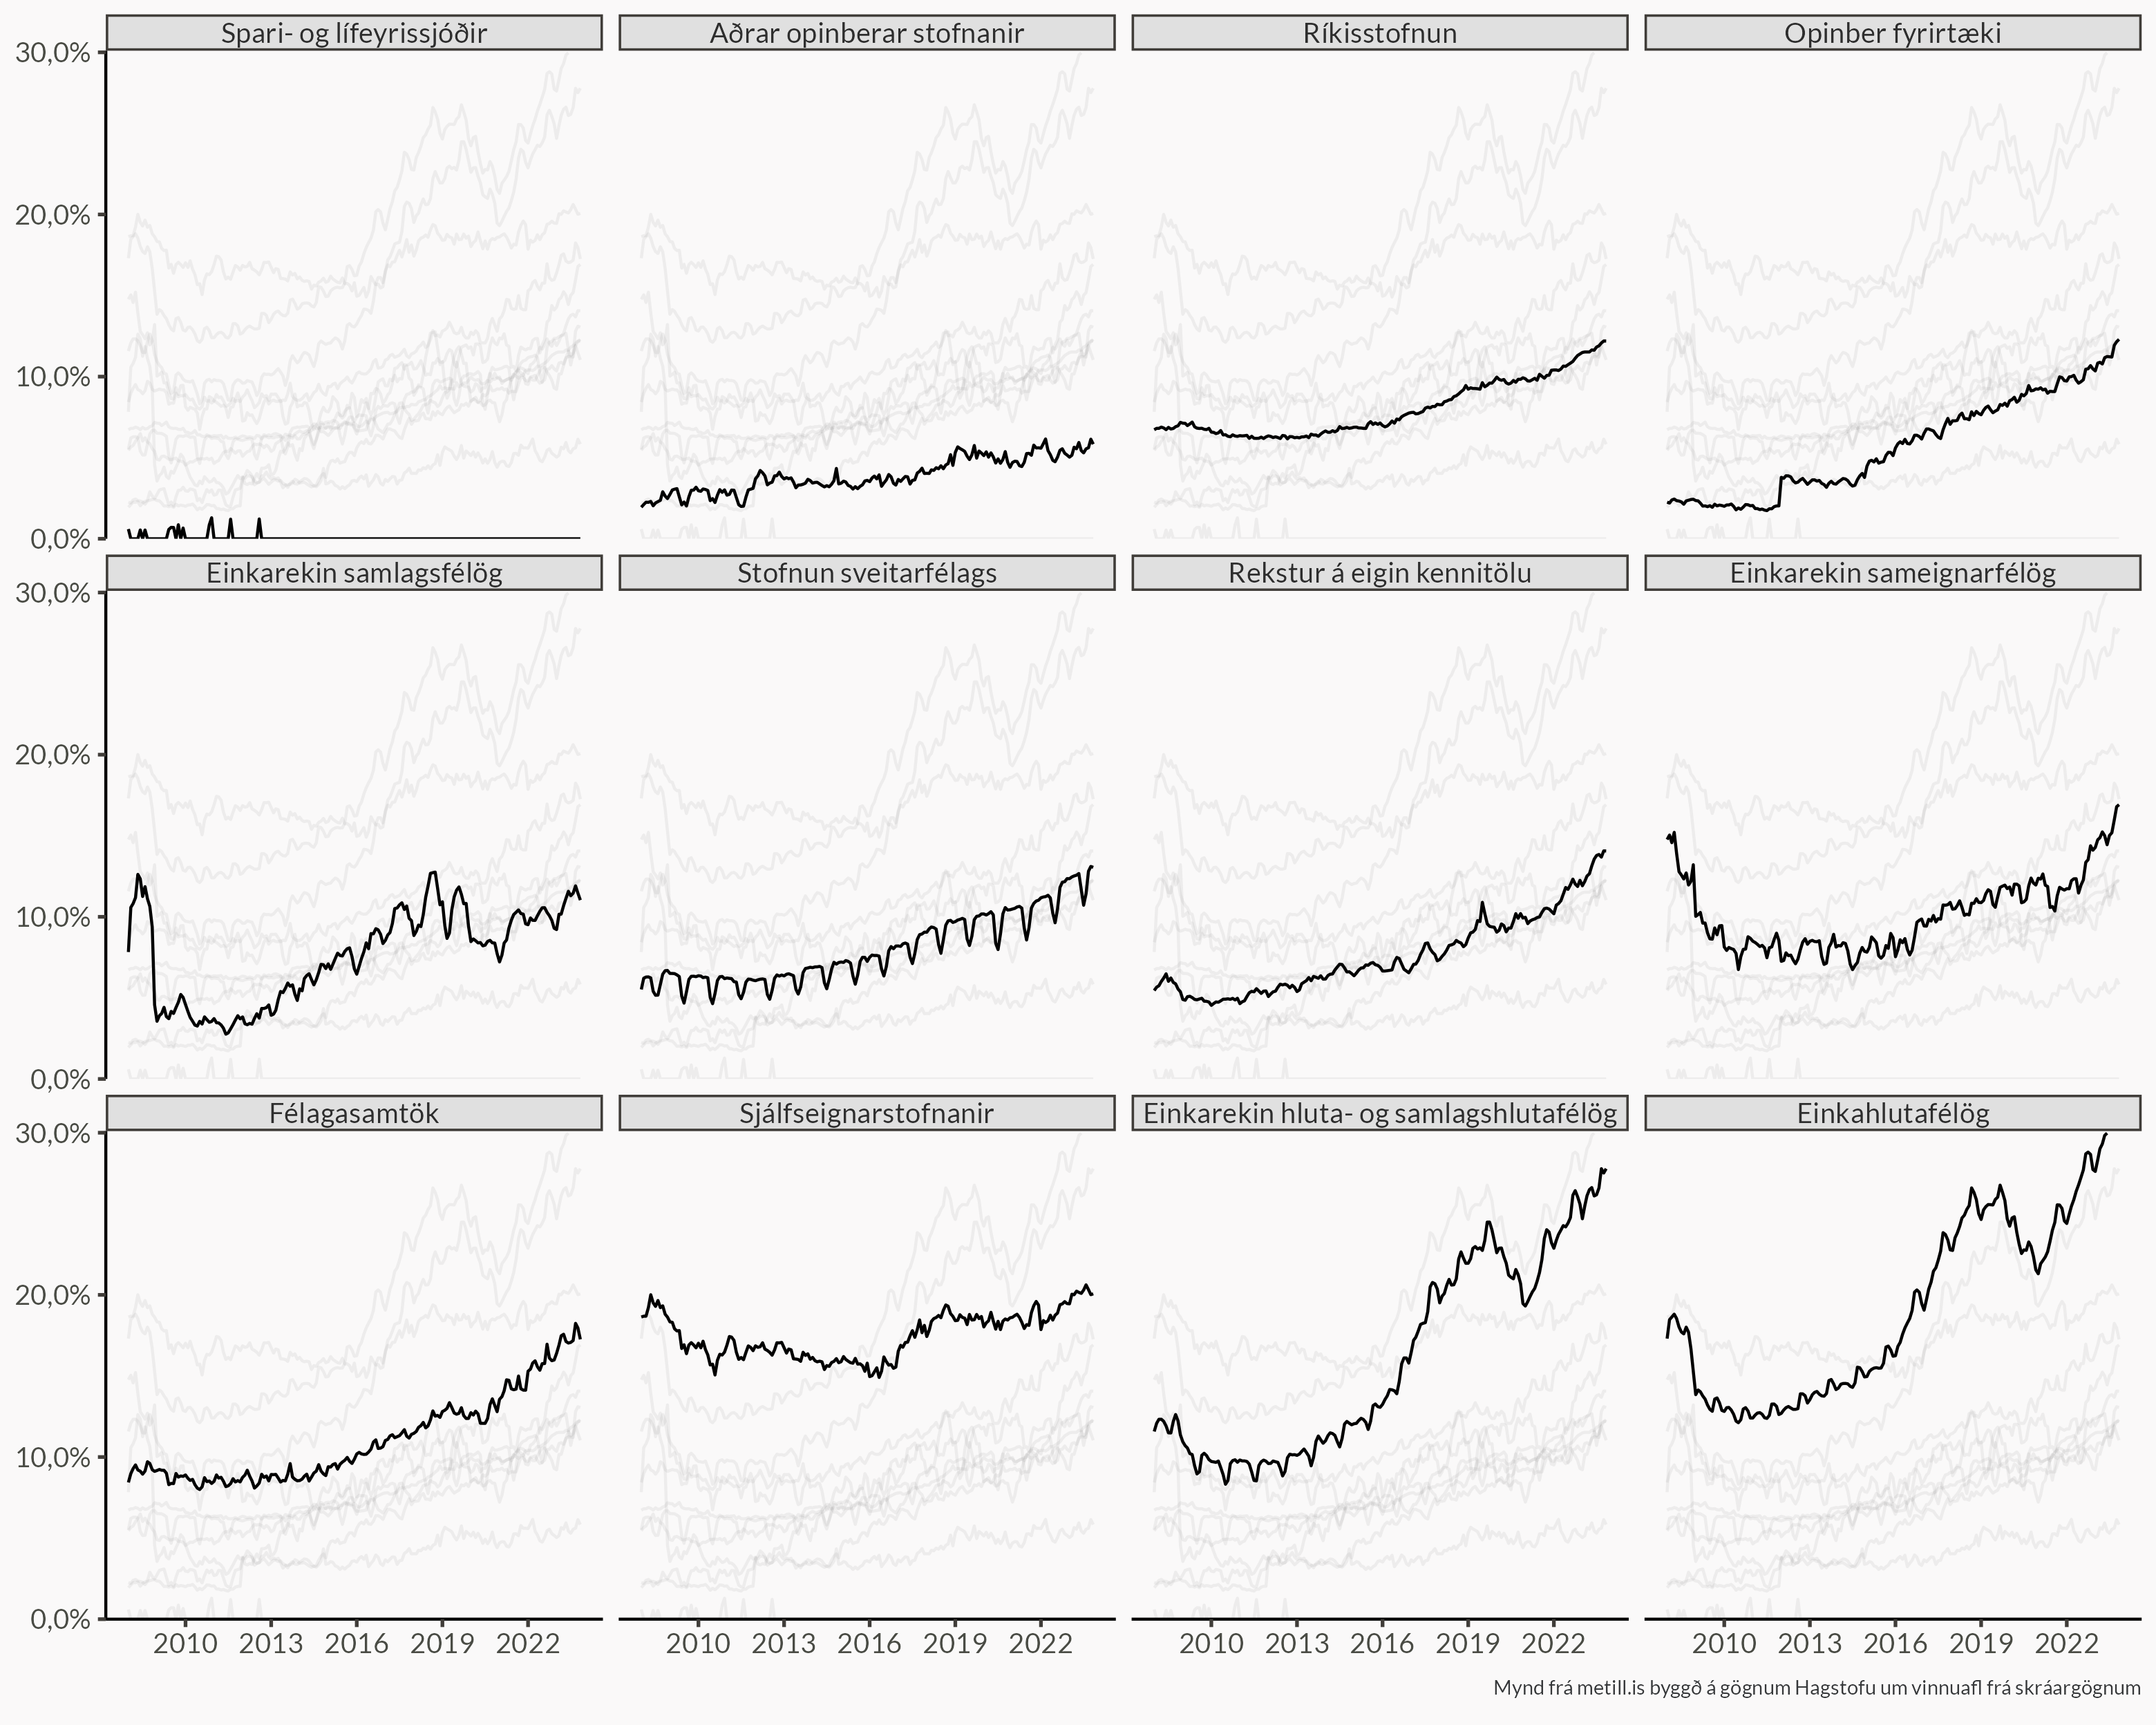 Spari- og lífeyrissjóðir
Aðrar opinberar stofnanir
Ríkisstofnun
Opinber fyrirtæki
30,0%
20,0%
10,0%
0,0%
Einkarekin samlagsfélög
Stofnun sveitarfélags
Rekstur á eigin kennitölu
Einkarekin sameignarfélög
30,0%
20,0%
10,0%
0,0%
Félagasamtök
Sjálfseignarstofnanir
Einkarekin hluta- og samlagshlutafélög
Einkahlutafélög
30,0%
20,0%
10,0%
0,0%
2010 2013 2016 2019 2022
2010 2013 2016 2019 2022
2010 2013 2016 2019 2022
2010 2013 2016 2019 2022
Mynd frá metill.is byggð á gögnum Hagstofu um vinnuafl frá skráargögnum